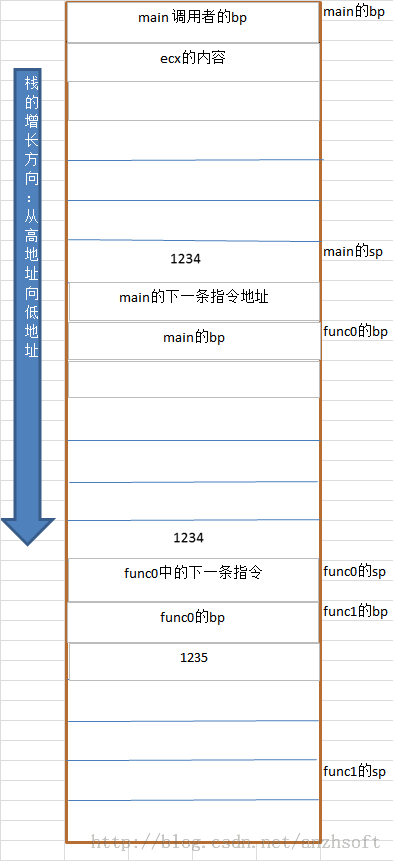 main 调用者的bp
main的bp
ecx的内容
栈的增长方向：从高地址向低地址
1234
main的sp
main的下一条指令地址
main的bp
func0的bp
1234
func0中的下一条指令
func0的sp
func0的bp
func1的bp
1235
func1的sp
http://blog.csdn.net/anzhsoft